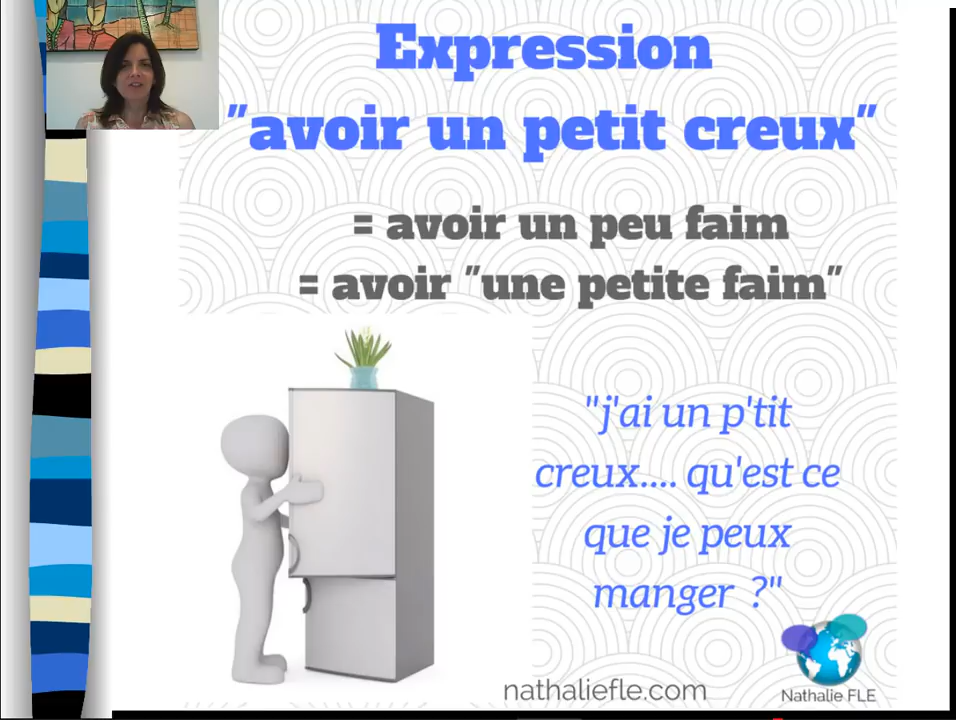 Expression
"avoir un petit creux"
= avoir un peu faim
= avoir "une petite faim"
"j'ai un p'tit
creux.... qu'est ce
que je peux
manger ?"
nathaliefle.com
Nathalie FLE